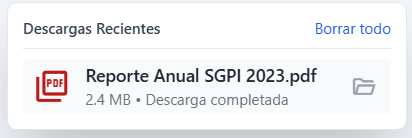 Descargas Recientes Borrar todo
PDF
Reporte Anual SGPI 2023.pdf
2.4 MB • Descarga completada